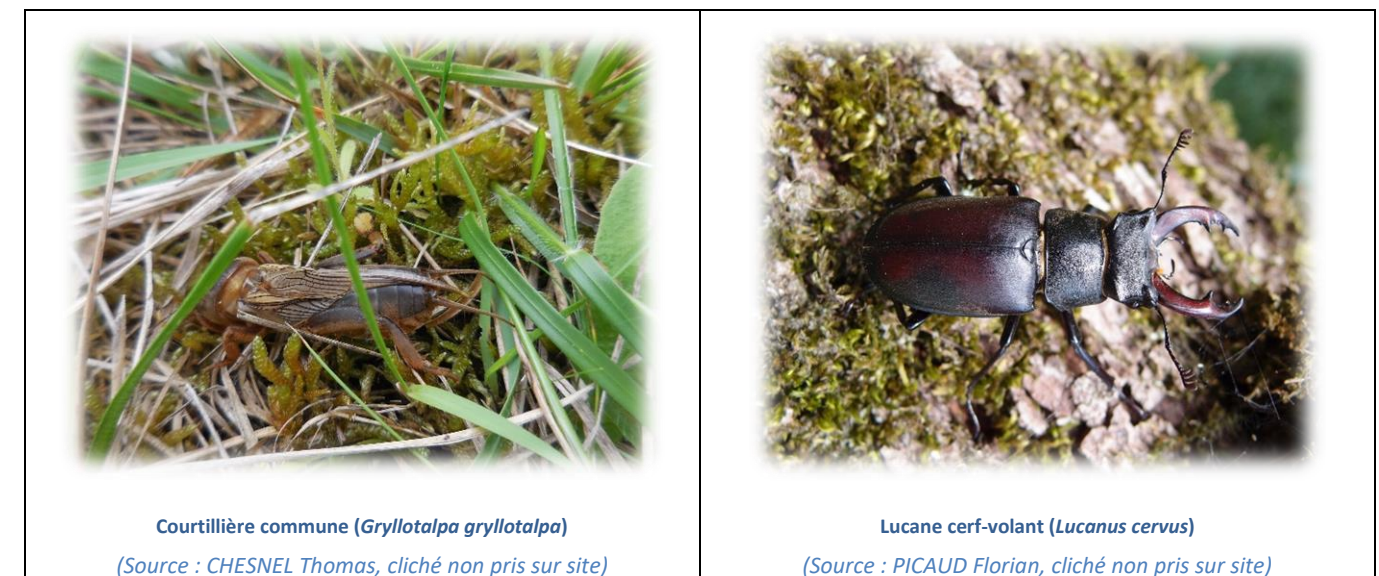 Courtillière commune (Gryllotalpa gryllotalpa)
(Source : CHESNEL Thomas, cliché non pris sur site)
Lucane cerf-volant (Lucanus cervus)
(Source : PICAUD Florian, cliché non pris sur site)